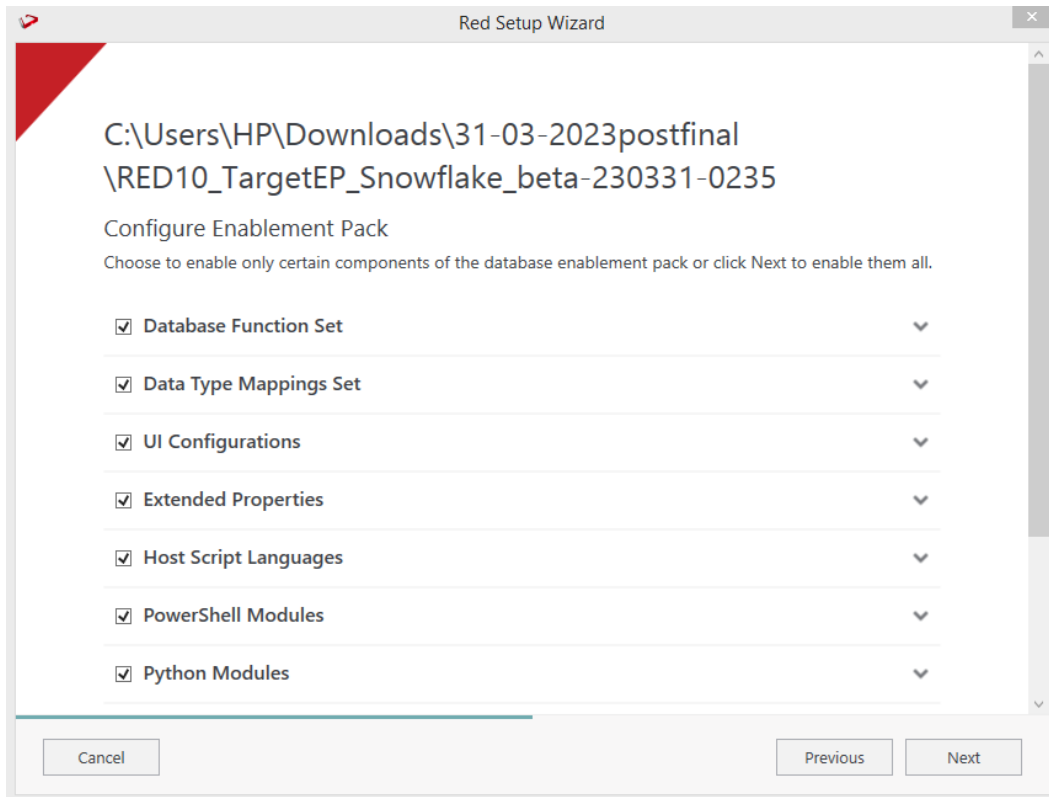 Red Setup Wizard
C:\Users\HP\Downloads\31-03-2023postfinal
\RED10_TargetEP_Snowflake_beta-230331-0235
Configure Enablement Pack
Choose to enable only certain components of the database enablement pack or click Next to enable them all.
Database Function Set
Data Type Mappings Set
UI Configurations
Extended Properties
Host Script Languages
PowerShell Modules
Python Modules
Cancel
Previous
Next